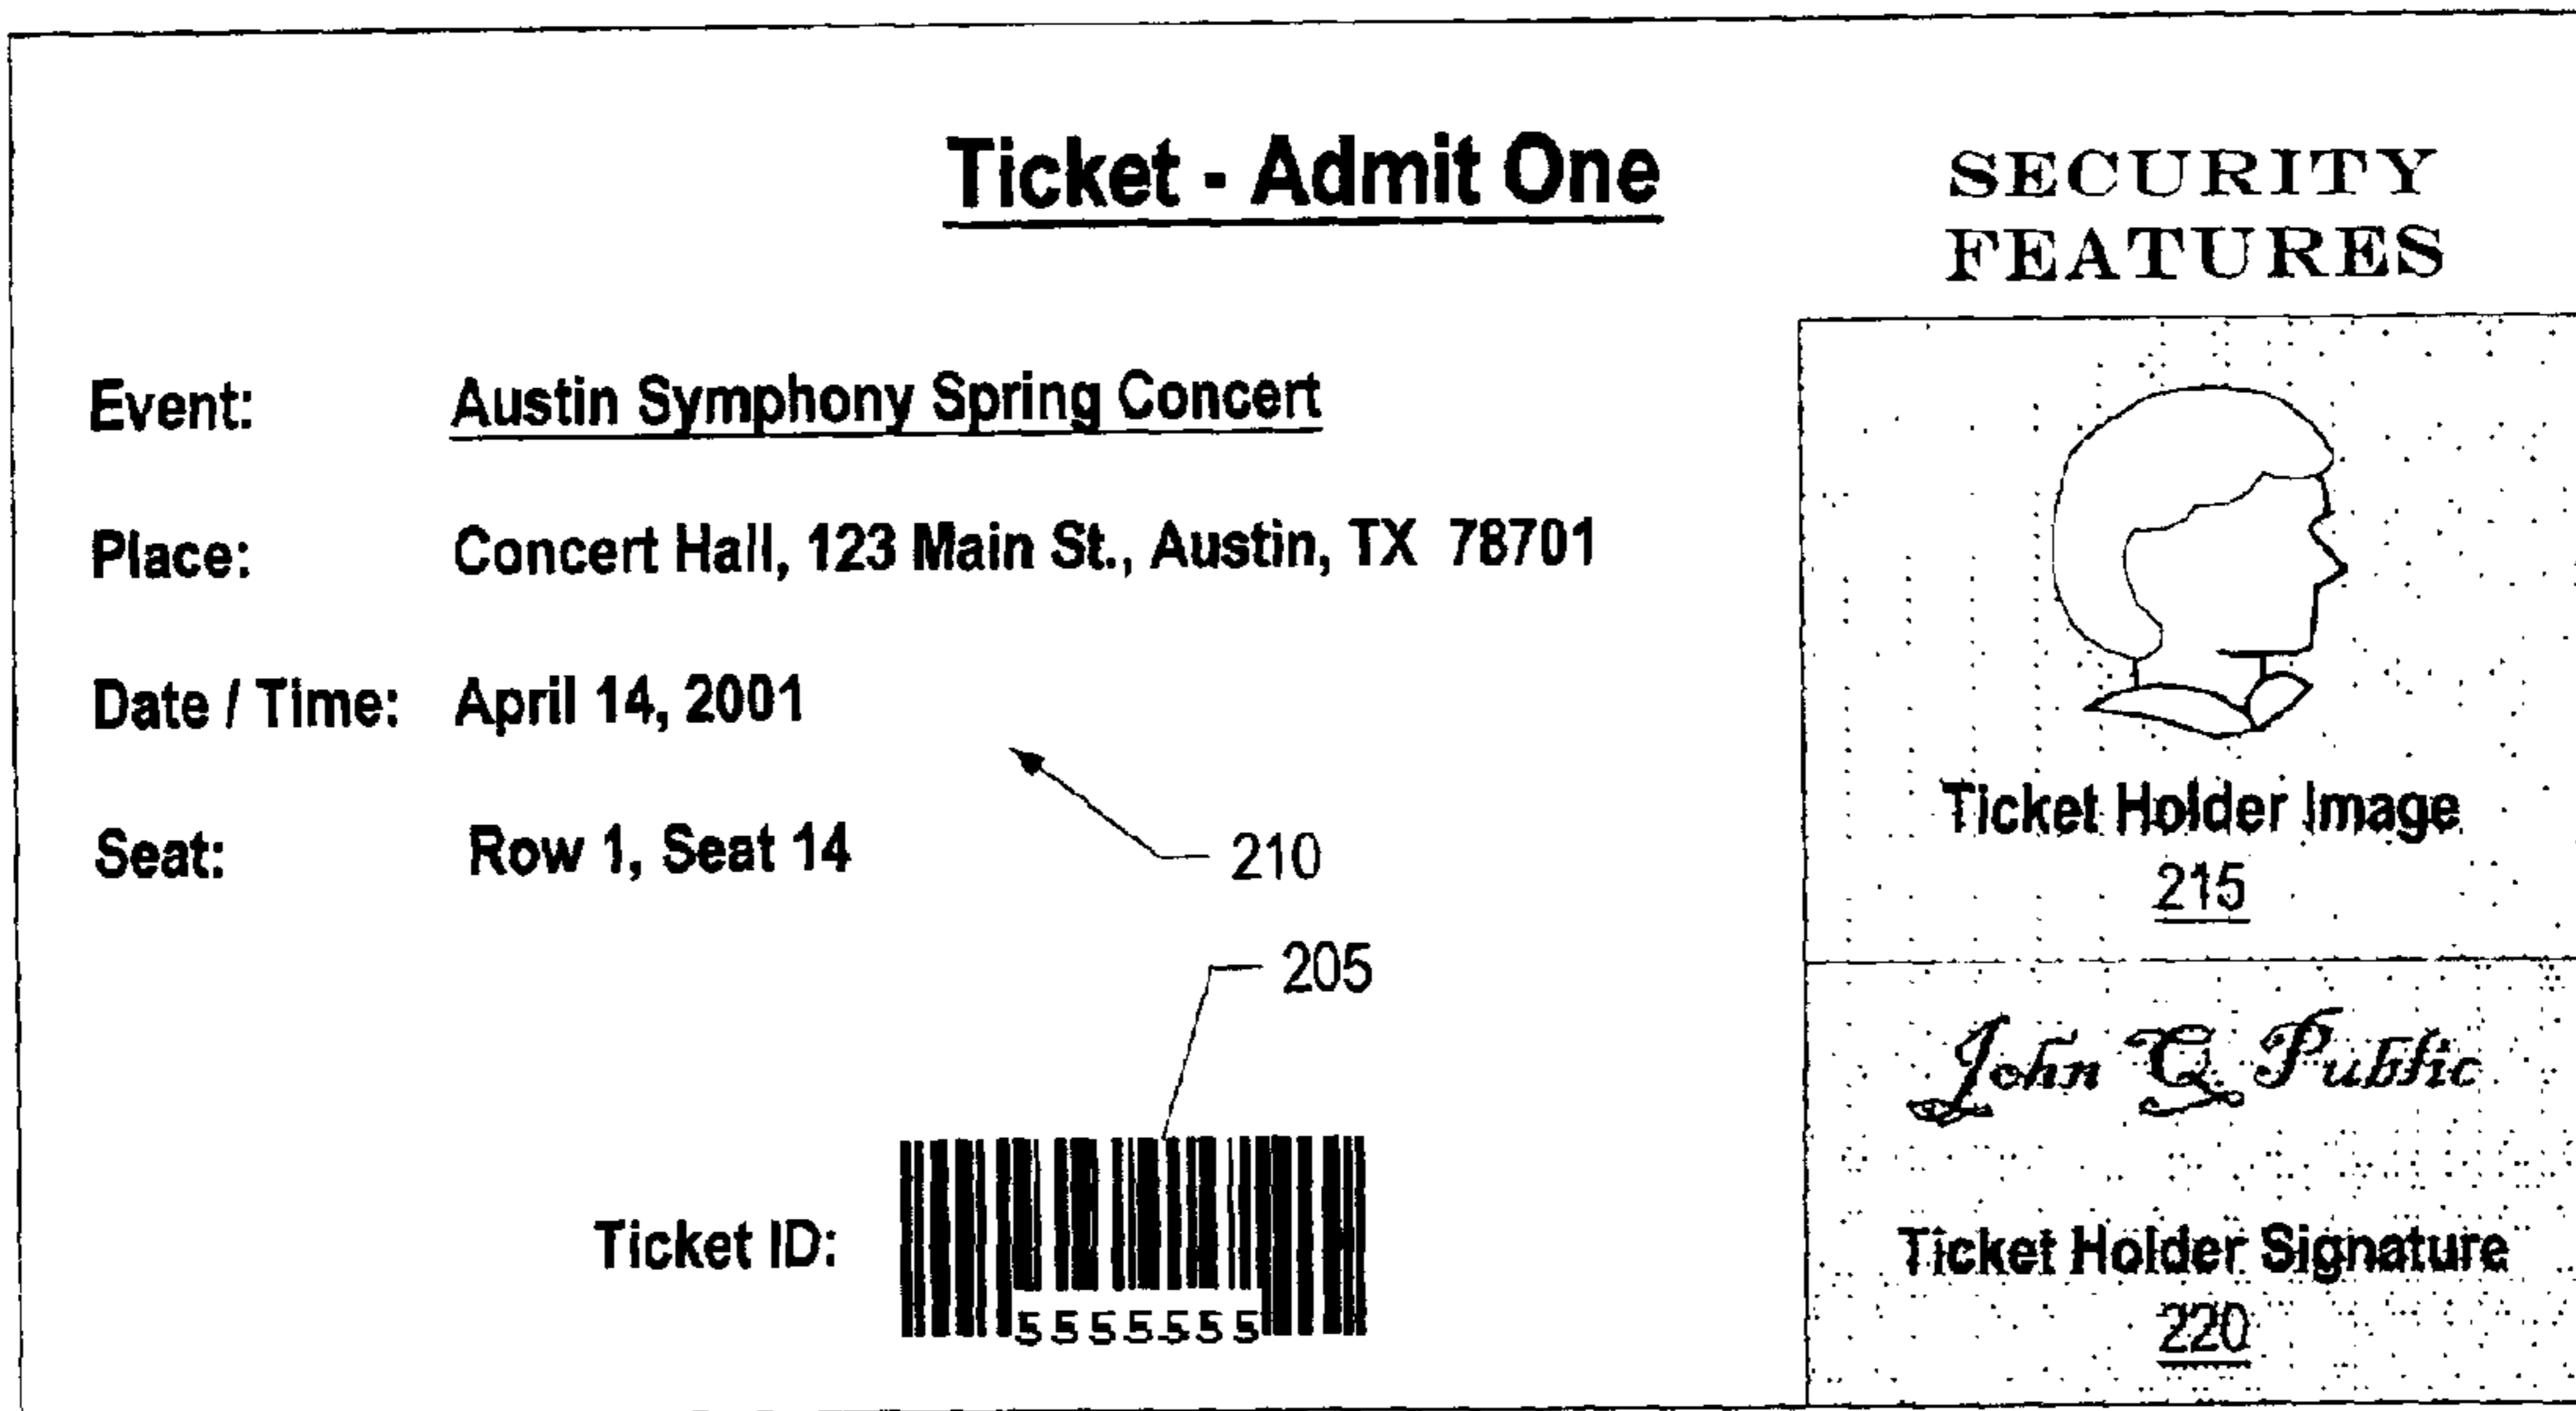 Ticket - Admit One
SECURITY
FEATURES
Event: Austin Symphony Spring Concert
Place: Concert Hall, 123 Main St., Austin, TX 78701
Date / Time: April 14, 2001
Seat: Row 1, Seat 14
210
205
Ticket ID:
5555555
Ticket Holder Image
215
John Q. Public
Ticket Holder Signature
220